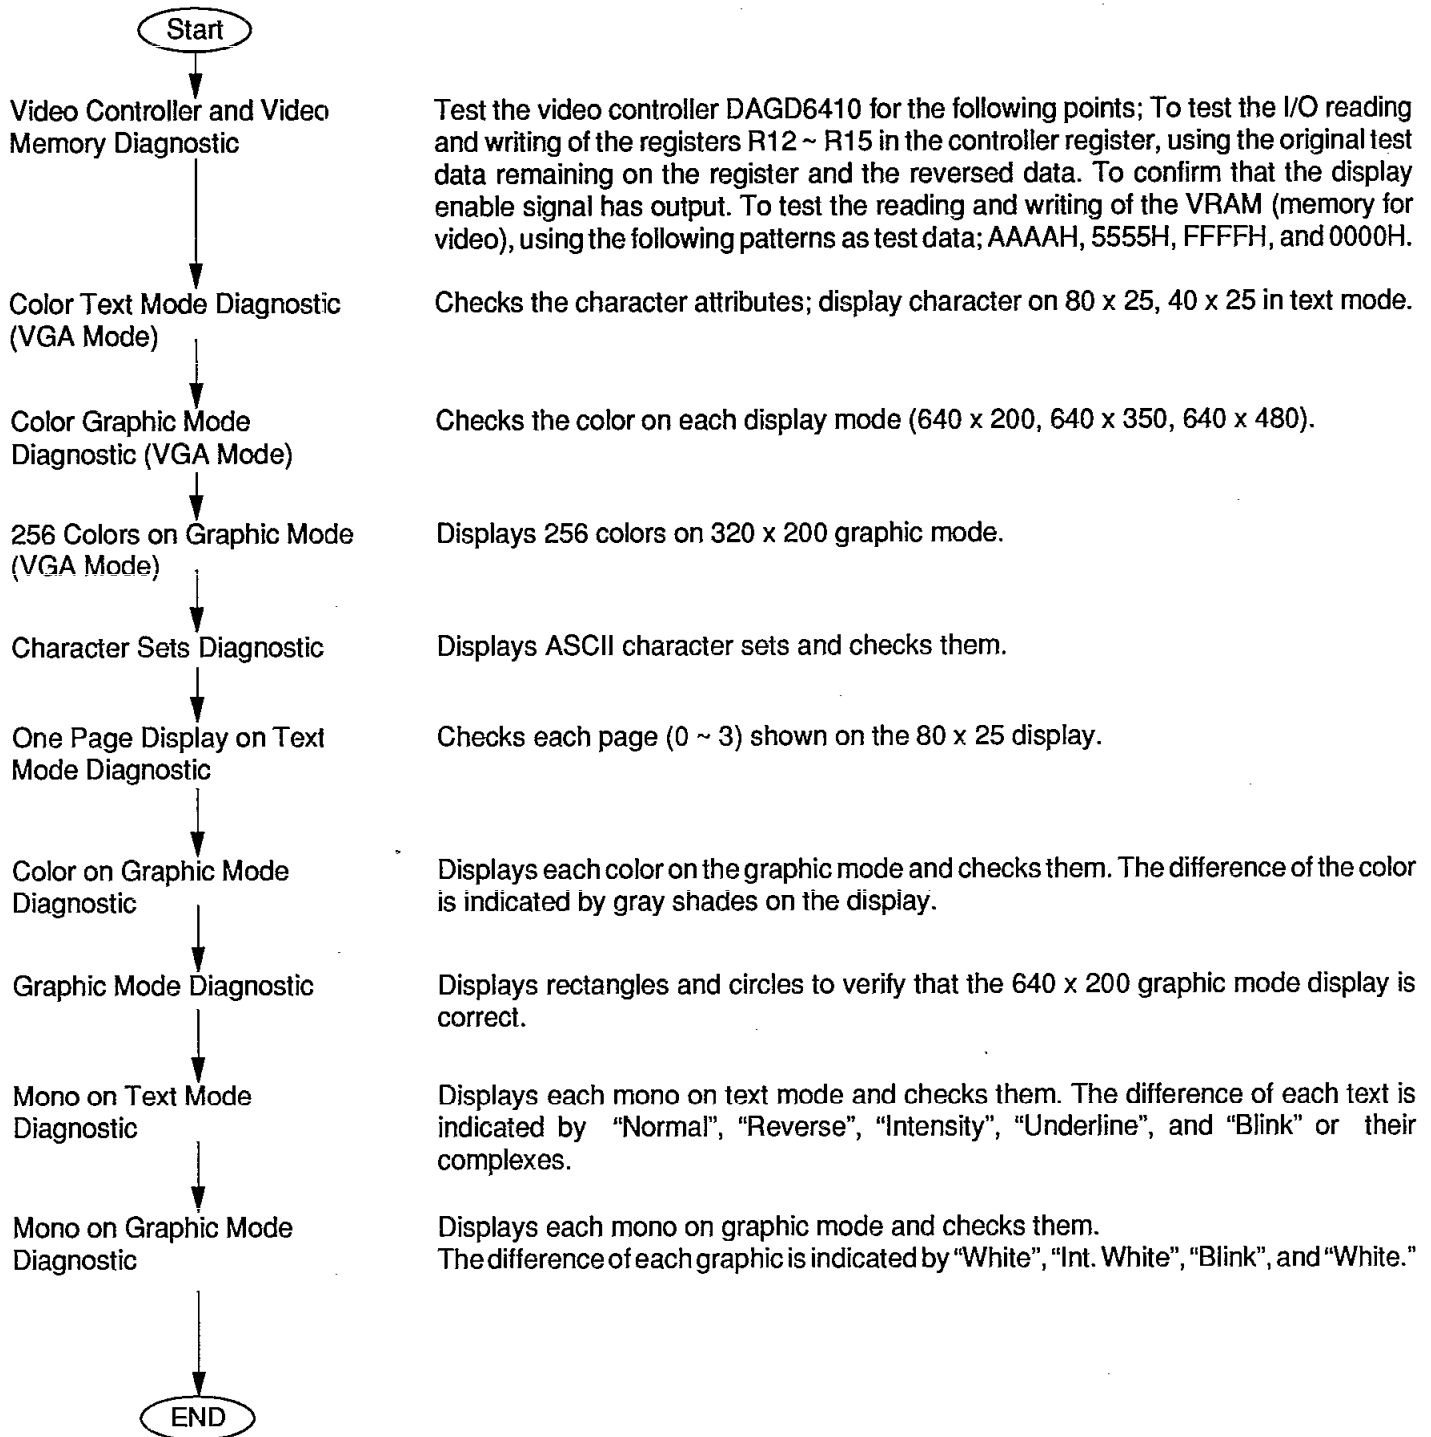 Start
Video Controller and Video
Memory Diagnostic
Test the video controller DAGD6410 for the following points; To test the I/O reading
and writing of the registers R12 ~ R15 in the controller register, using the original test
data remaining on the register and the reversed data. To confirm that the display
enable signal has output. To test the reading and writing of the VRAM (memory for
video), using the following patterns as test data; AAAAH, 5555H, FFFFH, and 0000H.
Color Text Mode Diagnostic
(VGA Mode)
Checks the character attributes; display character on 80 x 25, 40 x 25 in text mode.
Color Graphic Mode
Diagnostic (VGA Mode)
Checks the color on each display mode (640 x 200, 640 x 350, 640 x 480).
256 Colors on Graphic Mode
(VGA Mode)
Displays 256 colors on 320 x 200 graphic mode.
Character Sets Diagnostic
Displays ASCII character sets and checks them.
One Page Display on Text
Mode Diagnostic
Checks each page (0 ~ 3) shown on the 80 x 25 display.
Color on Graphic Mode
Diagnostic
Displays each color on the graphic mode and checks them. The difference of the color
is indicated by gray shades on the display.
Graphic Mode Diagnostic
Displays rectangles and circles to verify that the 640 x 200 graphic mode display is
correct.
Mono on Text Mode
Diagnostic
Displays each mono on text mode and checks them. The difference of each text is
indicated by "Normal", "Reverse", "Intensity", "Underline", and "Blink" or their
complexes.
Mono on Graphic Mode
Diagnostic
Displays each mono on graphic mode and checks them.
The difference of each graphic is indicated by "White", "Int. White", "Blink", and "White."
END